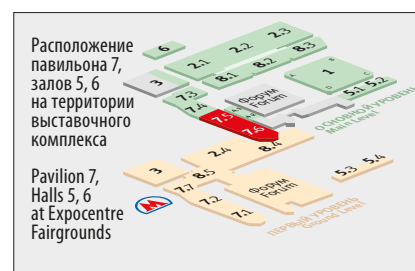 Расположение
павильона 7,
залов 5, 6
на территории
выставочного
комплекса
Pavilion 7,
Halls 5, 6
at Expocentre
Fairgrounds
6
2.1
2.2
2.3
3
8.1
8.2
8.3
7.3
7.4
7.5
7.6
Форум
Forum
A
B
C
D
1
5.1
5.2
ОСНОВНОЙ УРОВЕНЬ
Main Level
3
2.4
8.4
8.5
7.7
7.2
7.1
Форум
Forum
5.3
5.4
ПЕРВЫЙ УРОВЕНЬ
Ground Level
M